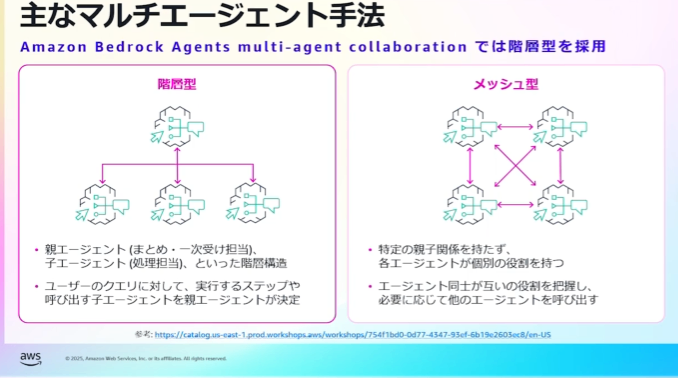 主なマルチエージェント手法
Amazon Bedrock Agents multi-agent collaboration では階層型を採用
階層型
• 親エージェント (まとめ・一次受け担当)、
子エージェント (処理担当)、といった階層構造
• ユーザーのクエリに対して、実行するステップや
呼び出す子エージェントを親エージェントが決定
メッシュ型
• 特定の親子関係を持たず、
各エージェントが個別の役割を持つ
• エージェント同士が互いの役割を把握し、
必要に応じて他のエージェントを呼び出す
参考: https://catalog.us-east-1.prod.workshops.aws/workshops/754f1bd0-0d77-4347-93ef-6b19e2603ec8/en-US
aws
© 2025, Amazon Web Services, Inc. or its affiliates. All rights reserved.